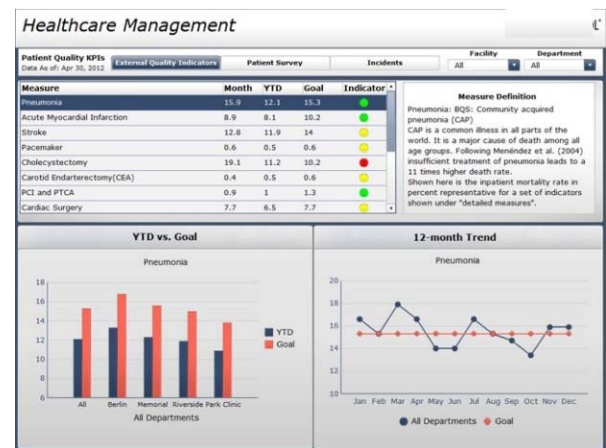 Healthcare Management
Patient Quality KPIs
Data As of: Apr 30, 2012
External Quality Indicators
Patient Survey
Incidents
Facility
All
Department
All
Measure Month YTD Goal Indicator
Pneumonia 15.9 12.1 15.3
Acute Myocardial Infarction 8.9 8.1 10.2
Stroke 12.8 11.9 14
Pacemaker 0.6 0.5 0.6
Cholecystectomy 19.1 11.2 10.2
Carotid Endarterectomy(CEA) 0.4 0.5 0.6
PCI and PTCA 0.9 1 1.3
Cardiac Surgery 7.7 6.5 7.7
Measure Definition
Pneumonia: BQS: Community acquired
pneumonia (CAP)
CAP is a common illness in all parts of the
world. It is a major cause of death among all
age groups. Following Menéndez et al. (2004)
insufficient treatment of pneumonia leads to a
11 times higher death rate.
Shown here is the inpatient mortality rate in
percent representative for a set of indicators
shown under "detailed measures".
YTD vs. Goal
Pneumonia
18
16
14
12
10
8
6
All Berlin Memorial Riverside Park Clinic
All Departments
YTD
Goal
12-month Trend
Pneumonia
20
18
16
14
12
10
Jan Feb Mar Apr May Jun Jul Aug Sep Oct Nov Dec
All Departments Goal